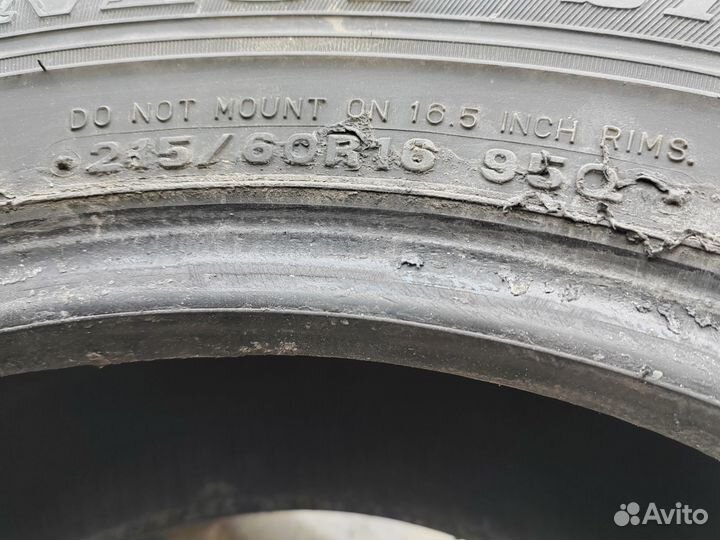 DO NOT MOUNT ON 16.5 INCH RIMS.
215/60R16 95Q
Avito